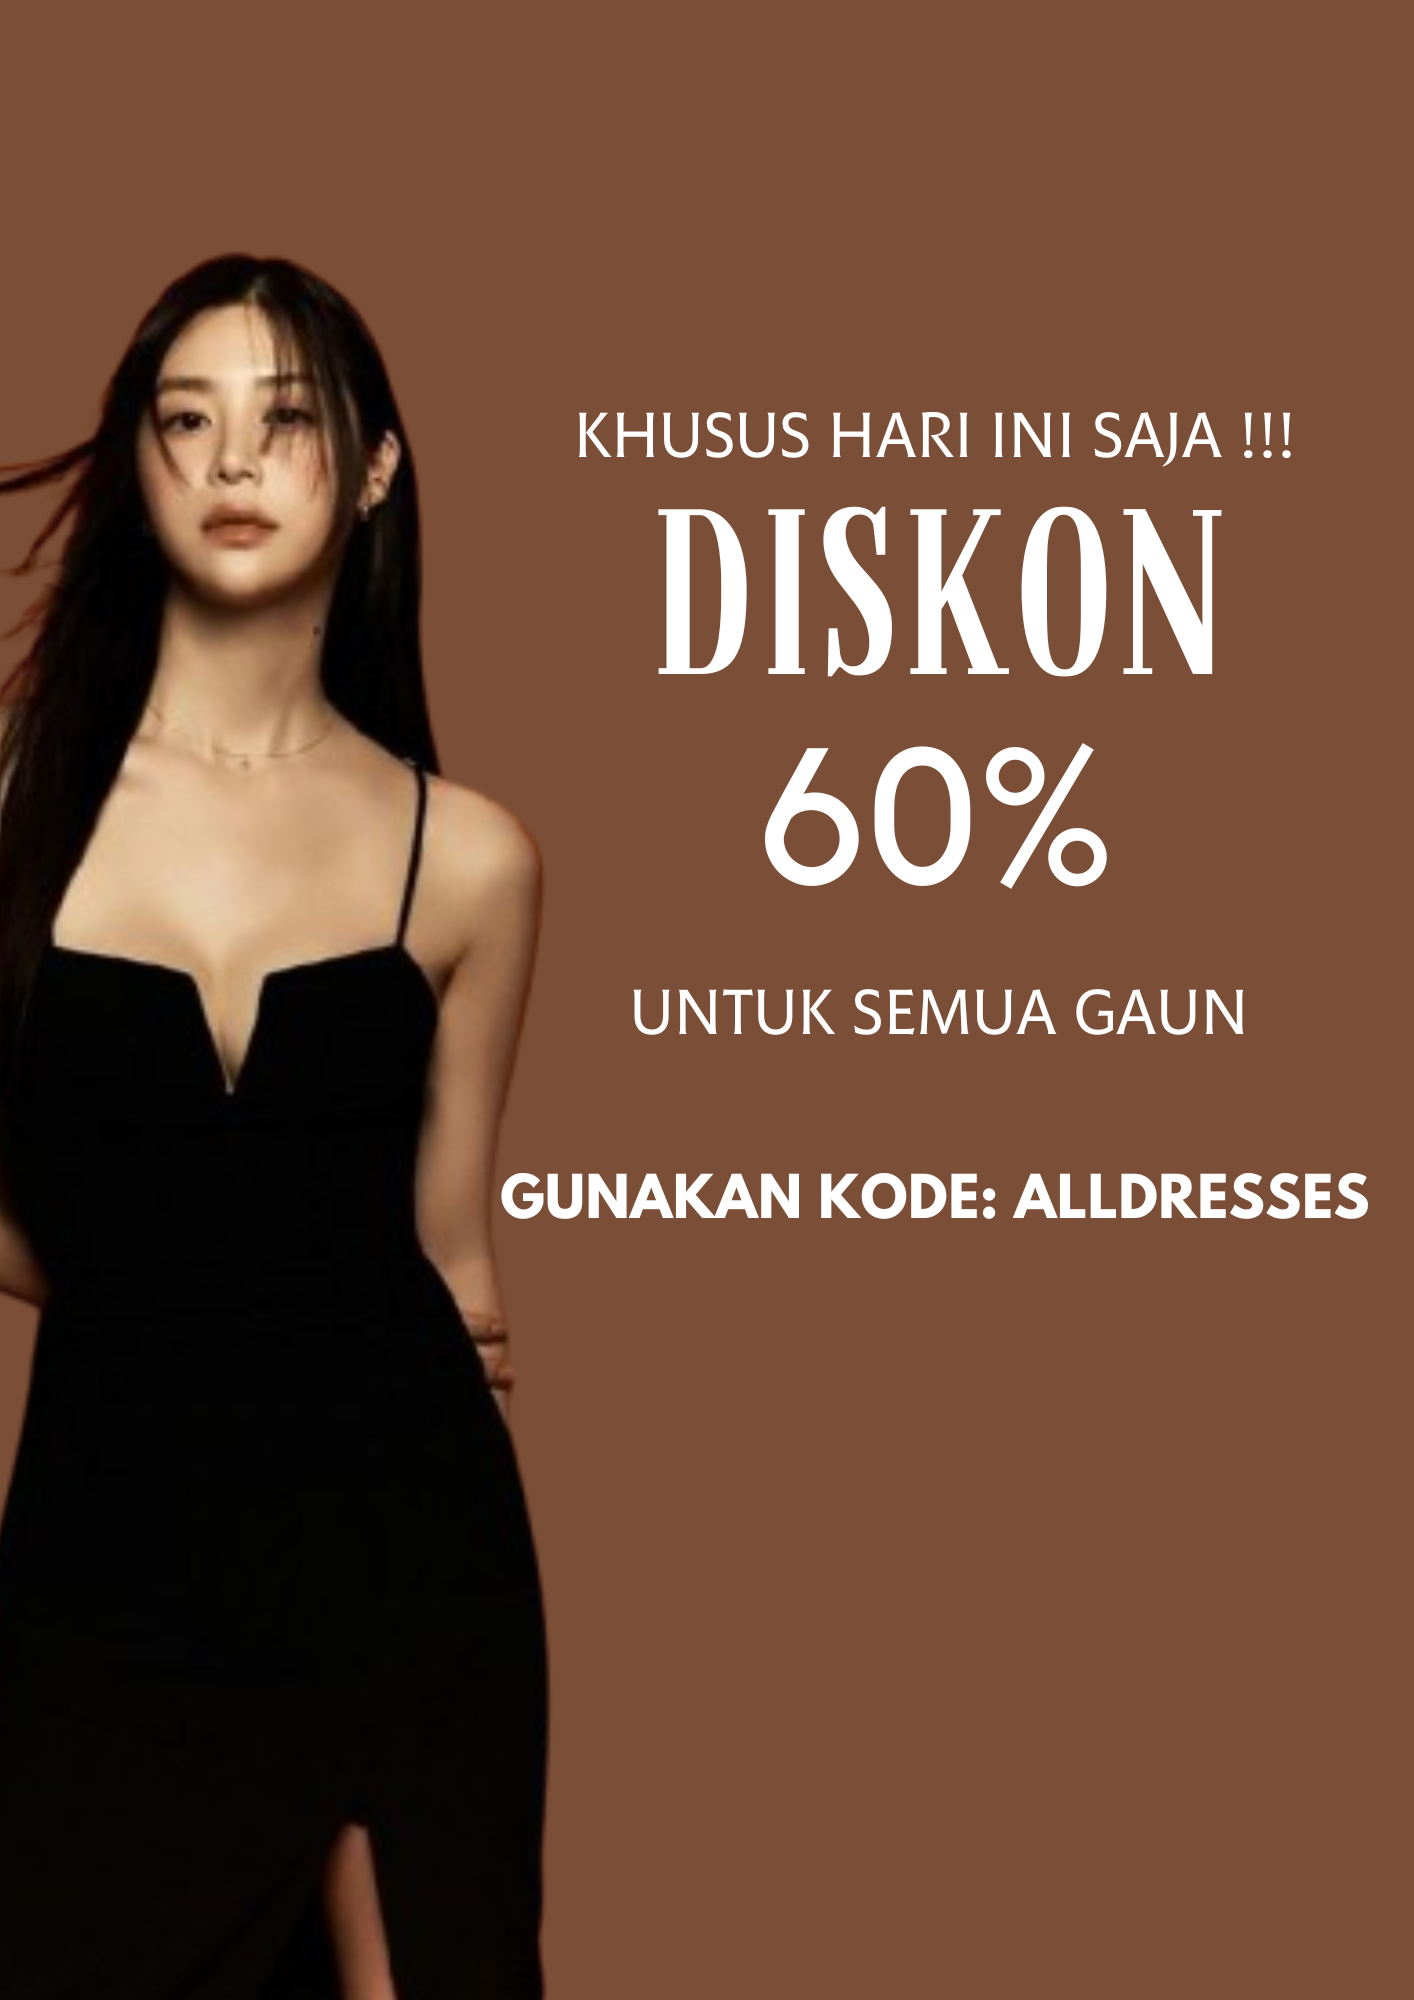 KHUSUS HARI INI SAJA !!!
DISKON
60%
UNTUK SEMUA GAUN
GUNAKAN KODE: ALLDRESSES